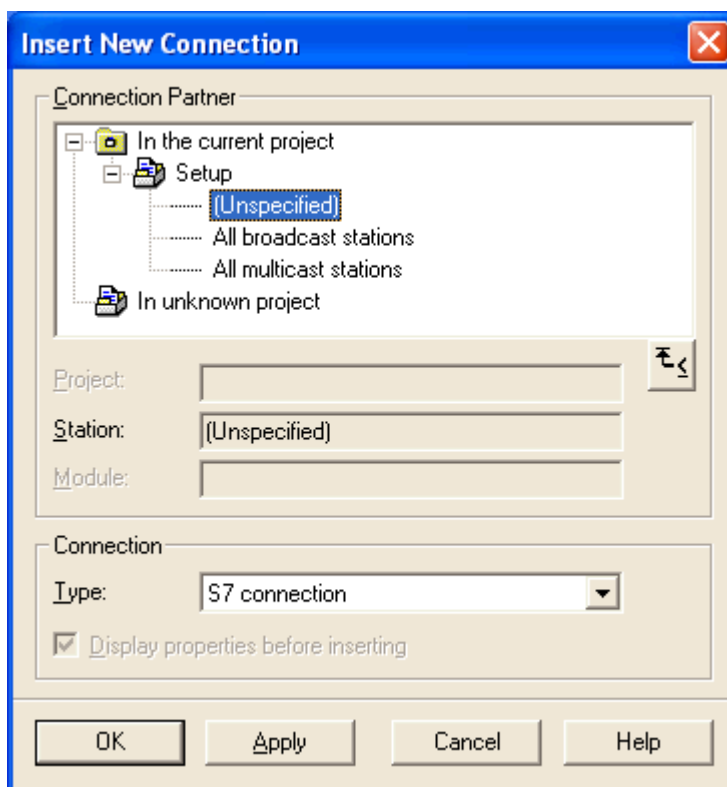 Insert New Connection
Connection Partner
In the current project
Setup
(Unspecified)
All broadcast stations
All multicast stations
In unknown project
Project:
Station: (Unspecified)
Module:
Connection
Type: S7 connection
Display properties before inserting
OK Apply Cancel Help